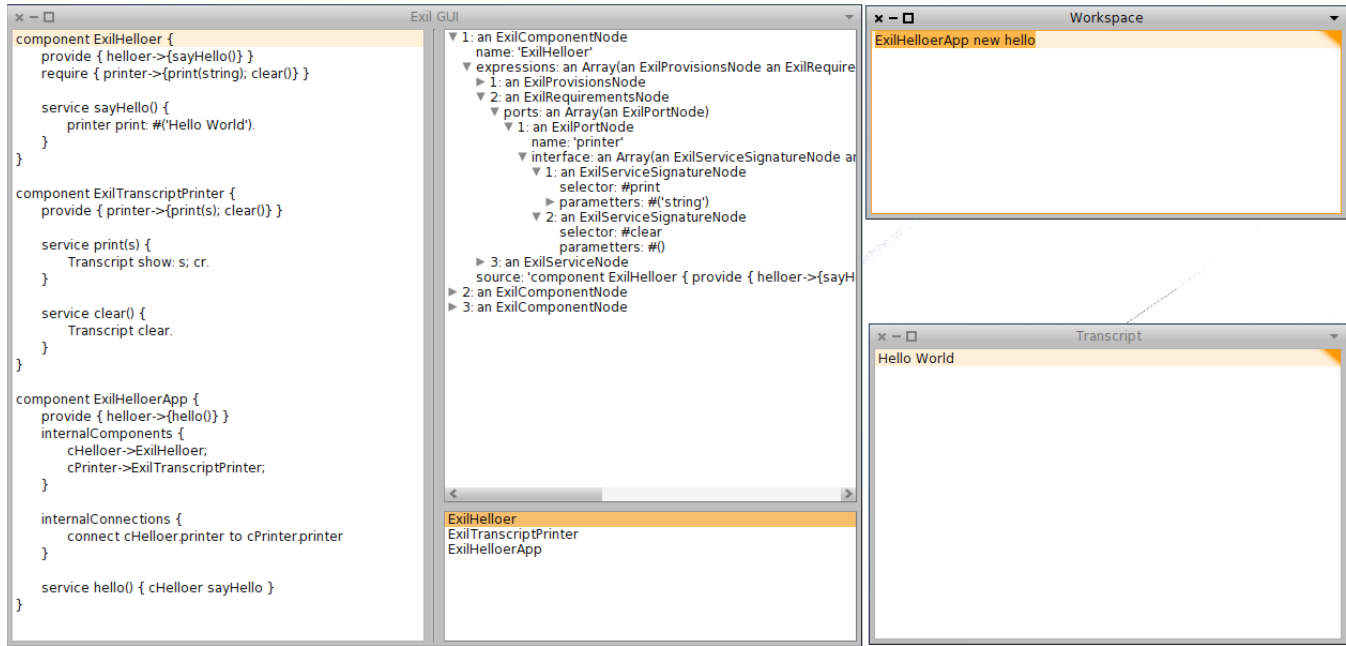 Exil GUI
component ExilHelloer {
provide { helloer->{sayHello()} }
require { printer->{print(string); clear()} }
service sayHello() {
printer print: #('Hello World').
}
}
component ExilTranscriptPrinter {
provide { printer->{print(s); clear()} }
service print(s) {
Transcript show: s; cr.
}
service clear() {
Transcript clear.
}
}
component ExilHelloerApp {
provide { helloer->{hello()} }
internalComponents {
cHelloer->ExilHelloer;
cPrinter->ExilTranscriptPrinter;
}
internalConnections {
connect cHelloer.printer to cPrinter.printer
}
service hello() { cHelloer sayHello }
}
1: an ExilComponentNode
name: 'ExilHelloer'
expressions: an Array(an ExilProvisionsNode an ExilRequire
1: an ExilProvisionsNode
2: an ExilRequirementsNode
ports: an Array(an ExilPortNode)
1: an ExilPortNode
name: 'printer'
interface: an Array(an ExilServiceSignatureNode an
1: an ExilServiceSignatureNode
selector: #print
parametters: #('string')
2: an ExilServiceSignatureNode
selector: #clear
parametters: #()
3: an ExilServiceNode
source: 'component ExilHelloer { provide { helloer->{sayH
2: an ExilComponentNode
3: an ExilComponentNode
ExilHelloer
ExilTranscriptPrinter
ExilHelloerApp
Workspace
ExilHelloerApp new hello
Transcript
Hello World